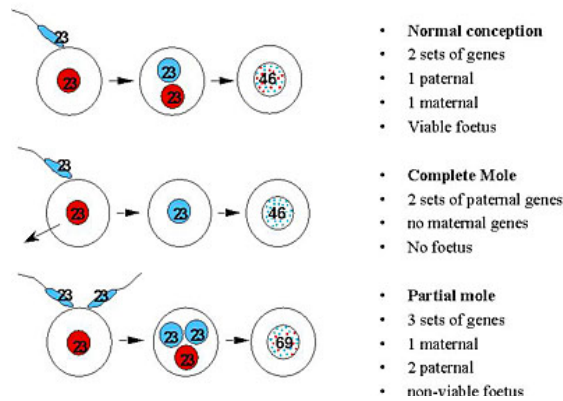 23
23
23
23
46
• Normal conception
• 2 sets of genes
• 1 paternal
• 1 maternal
• Viable foetus
23
23
23
46
• Complete Mole
• 2 sets of paternal genes
• no maternal genes
• No foetus
23
23
23
23
23
23
69
• Partial mole
• 3 sets of genes
• 1 maternal
• 2 paternal
• non-viable foetus